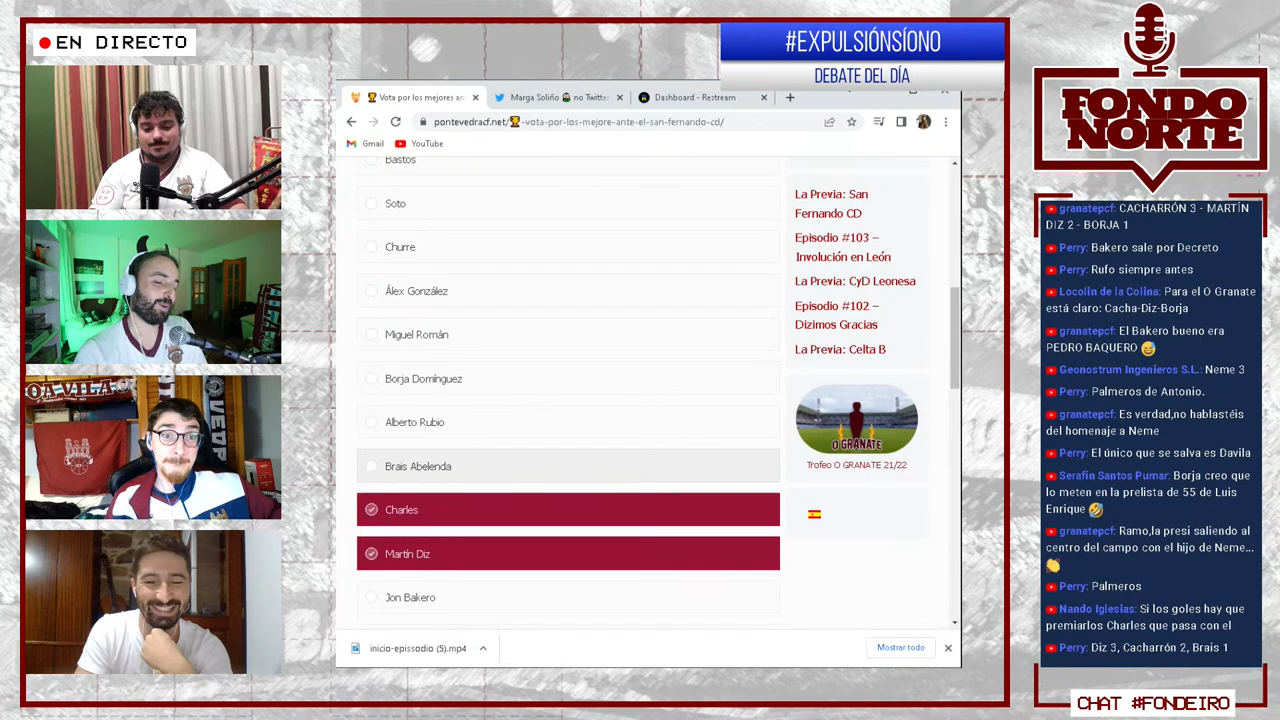 EN DIRECTO
#EXPULSIÓNSÍONO
DEBATE DEL DÍA
FONDO
NORTE
🏆 Vota por los mejores an
Marga Soliño
no Twitter
Dashboard - Restream
pontevedracf.net/🏆-vota-por-los-mejore-ante-el-san-fernando-cd/
Gmail
YouTube
Bastos
Soto
Churre
Álex González
Miguel Román
Borja Domínguez
Alberto Rubio
Brais Abelenda
Charles
Martín Diz
Jon Bakero
La Previa: San
Fernando CD
Episodio #103 –
Involución en León
La Previa: CyD Leonesa
Episodio #102 –
Dizimos Gracias
La Previa: Celta B
O GRANATE
Trofeo O GRANATE 21/22
inicio-epissodio (5).mp4
Mostrar todo
granatepcf: CACHARRÓN 3 - MARTÍN
DIZ 2 - BORJA 1
Perry: Bakero sale por Decreto
Perry: Rufo siempre antes
Locolin de la Colina: Para el O Granate
está claro: Cacha-Diz-Borja
granatepcf: El Bakero bueno era
PEDRO BAQUERO 😅
Geonostrum Ingenieros S.L.: Neme 3
Perry: Palmeros de Antonio.
granatepcf: Es verdad,no hablastéis
del homenaje a Neme
Perry: El único que se salva es Davila
Serafín Santos Pumar: Borja creo que
lo meten en la prelista de 55 de Luis
Enrique 🤣
granatepcf: Ramo,la presi saliendo al
centro del campo con el hijo de Neme...
👏
Perry: Palmeros
Nando Iglesias: Si los goles hay que
premiarlos Charles que pasa con el
Perry: Diz 3, Cacharrón 2, Brais 1
CHAT #FONDEIRO